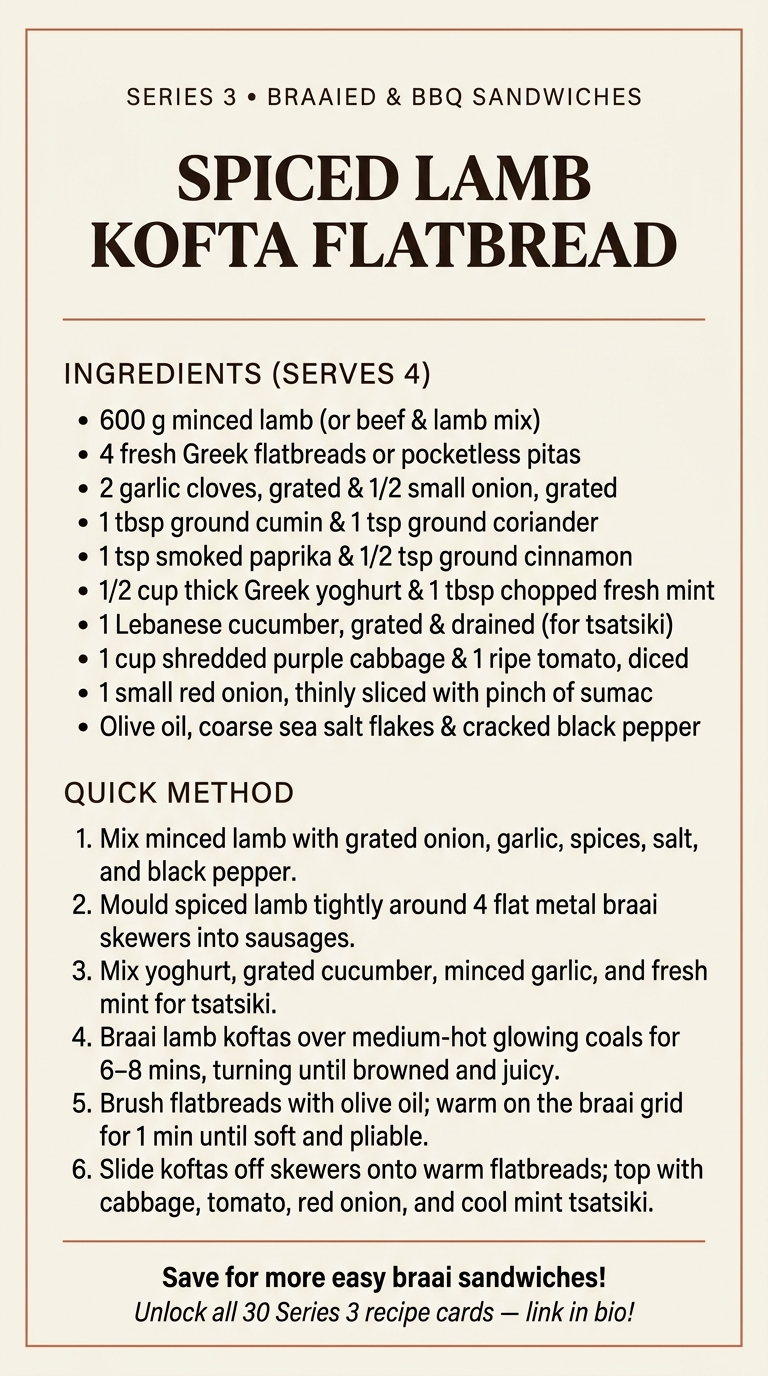 SERIES 3 • BRAAIED & BBQ SANDWICHES
SPICED LAMB
KOFTA FLATBREAD
INGREDIENTS (SERVES 4)
• 600 g minced lamb (or beef & lamb mix)
• 4 fresh Greek flatbreads or pocketless pitas
• 2 garlic cloves, grated & 1/2 small onion, grated
• 1 tbsp ground cumin & 1 tsp ground coriander
• 1 tsp smoked paprika & 1/2 tsp ground cinnamon
• 1/2 cup thick Greek yoghurt & 1 tbsp chopped fresh mint
• 1 Lebanese cucumber, grated & drained (for tsatsiki)
• 1 cup shredded purple cabbage & 1 ripe tomato, diced
• 1 small red onion, thinly sliced with pinch of sumac
• Olive oil, coarse sea salt flakes & cracked black pepper
QUICK METHOD
1. Mix minced lamb with grated onion, garlic, spices, salt,
and black pepper.
2. Mould spiced lamb tightly around 4 flat metal braai
skewers into sausages.
3. Mix yoghurt, grated cucumber, minced garlic, and fresh
mint for tsatsiki.
4. Braai lamb koftas over medium-hot glowing coals for
6–8 mins, turning until browned and juicy.
5. Brush flatbreads with olive oil; warm on the braai grid
for 1 min until soft and pliable.
6. Slide koftas off skewers onto warm flatbreads; top with
cabbage, tomato, red onion, and cool mint tsatsiki.
Save for more easy braai sandwiches!
Unlock all 30 Series 3 recipe cards — link in bio!